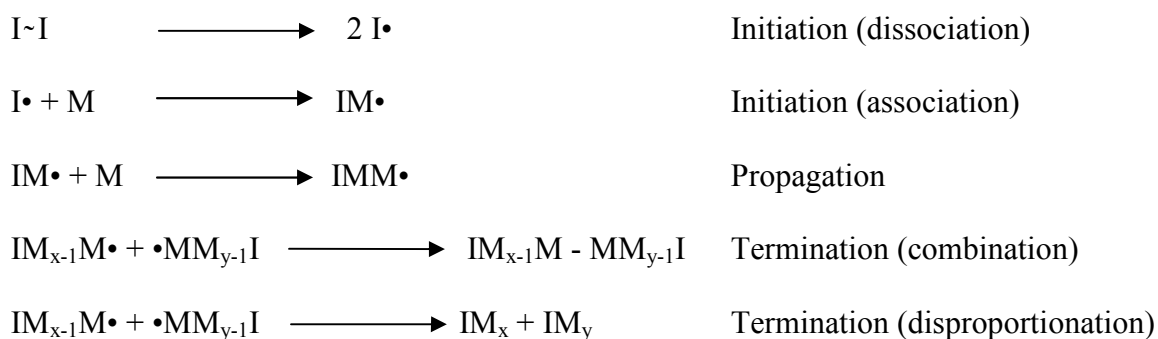 I~I ⟶ 2 I• Initiation (dissociation)
I• + M ⟶ IM• Initiation (association)
IM• + M ⟶ IMM• Propagation
IMₓ₋₁M• + •MMy-1I ⟶ IMₓ₋₁M - MMy-1I Termination (combination)
IMₓ₋₁M• + •MMy-1I ⟶ IMₓ + IMy Termination (disproportionation)